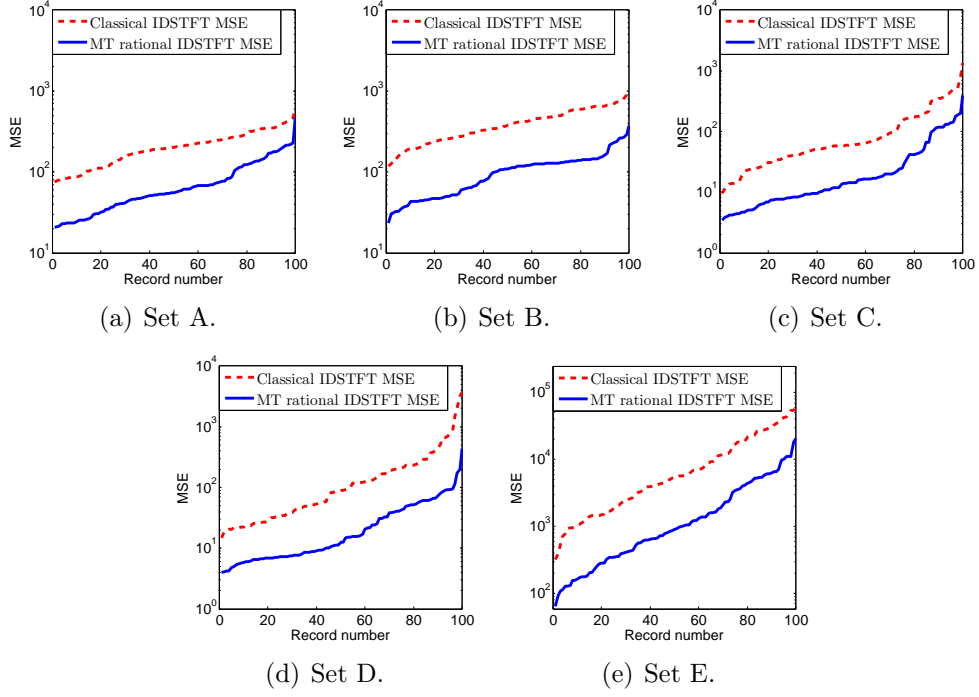 10^4
10^3
10^2
10^1
MSE
Classical IDSTFT MSE
MT rational IDSTFT MSE
0 20 40 60 80 100
Record number
(a) Set A.
10^4
10^3
10^2
10^1
MSE
Classical IDSTFT MSE
MT rational IDSTFT MSE
0 20 40 60 80 100
Record number
(b) Set B.
10^4
10^3
10^2
10^1
10^0
MSE
Classical IDSTFT MSE
MT rational IDSTFT MSE
0 20 40 60 80 100
Record number
(c) Set C.
10^4
10^3
10^2
10^1
10^0
MSE
Classical IDSTFT MSE
MT rational IDSTFT MSE
0 20 40 60 80 100
Record number
(d) Set D.
10^5
10^4
10^3
10^2
MSE
Classical IDSTFT MSE
MT rational IDSTFT MSE
0 20 40 60 80 100
Record number
(e) Set E.